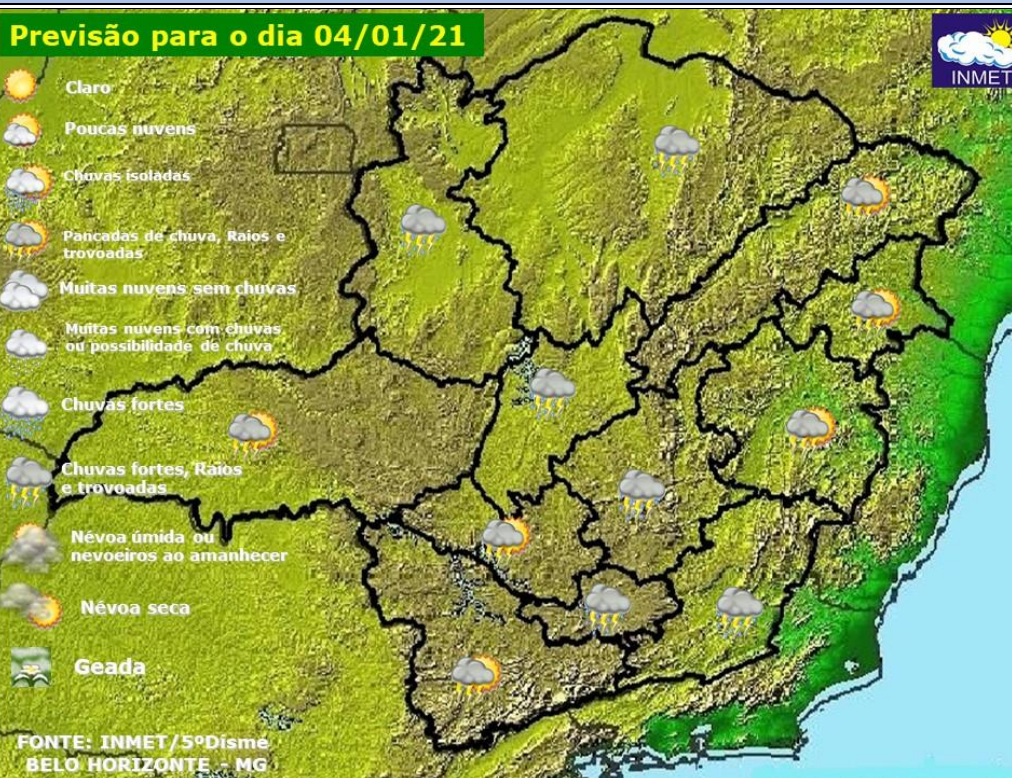 Previsão para o dia 04/01/21
INMET
Claro
Poucas nuvens
Chuvas isoladas
Pancadas de chuva, Raios e
trovoadas
Muitas nuvens sem chuvas
Muitas nuvens com chuvas
ou possibilidade de chuva
Chuvas fortes
Chuvas fortes, Raios
e trovoadas
Névoa úmida ou
nevoeiros ao amanhecer
Névoa seca
Geada
FONTE: INMET/5ºDisme
BELO HORIZONTE - MG